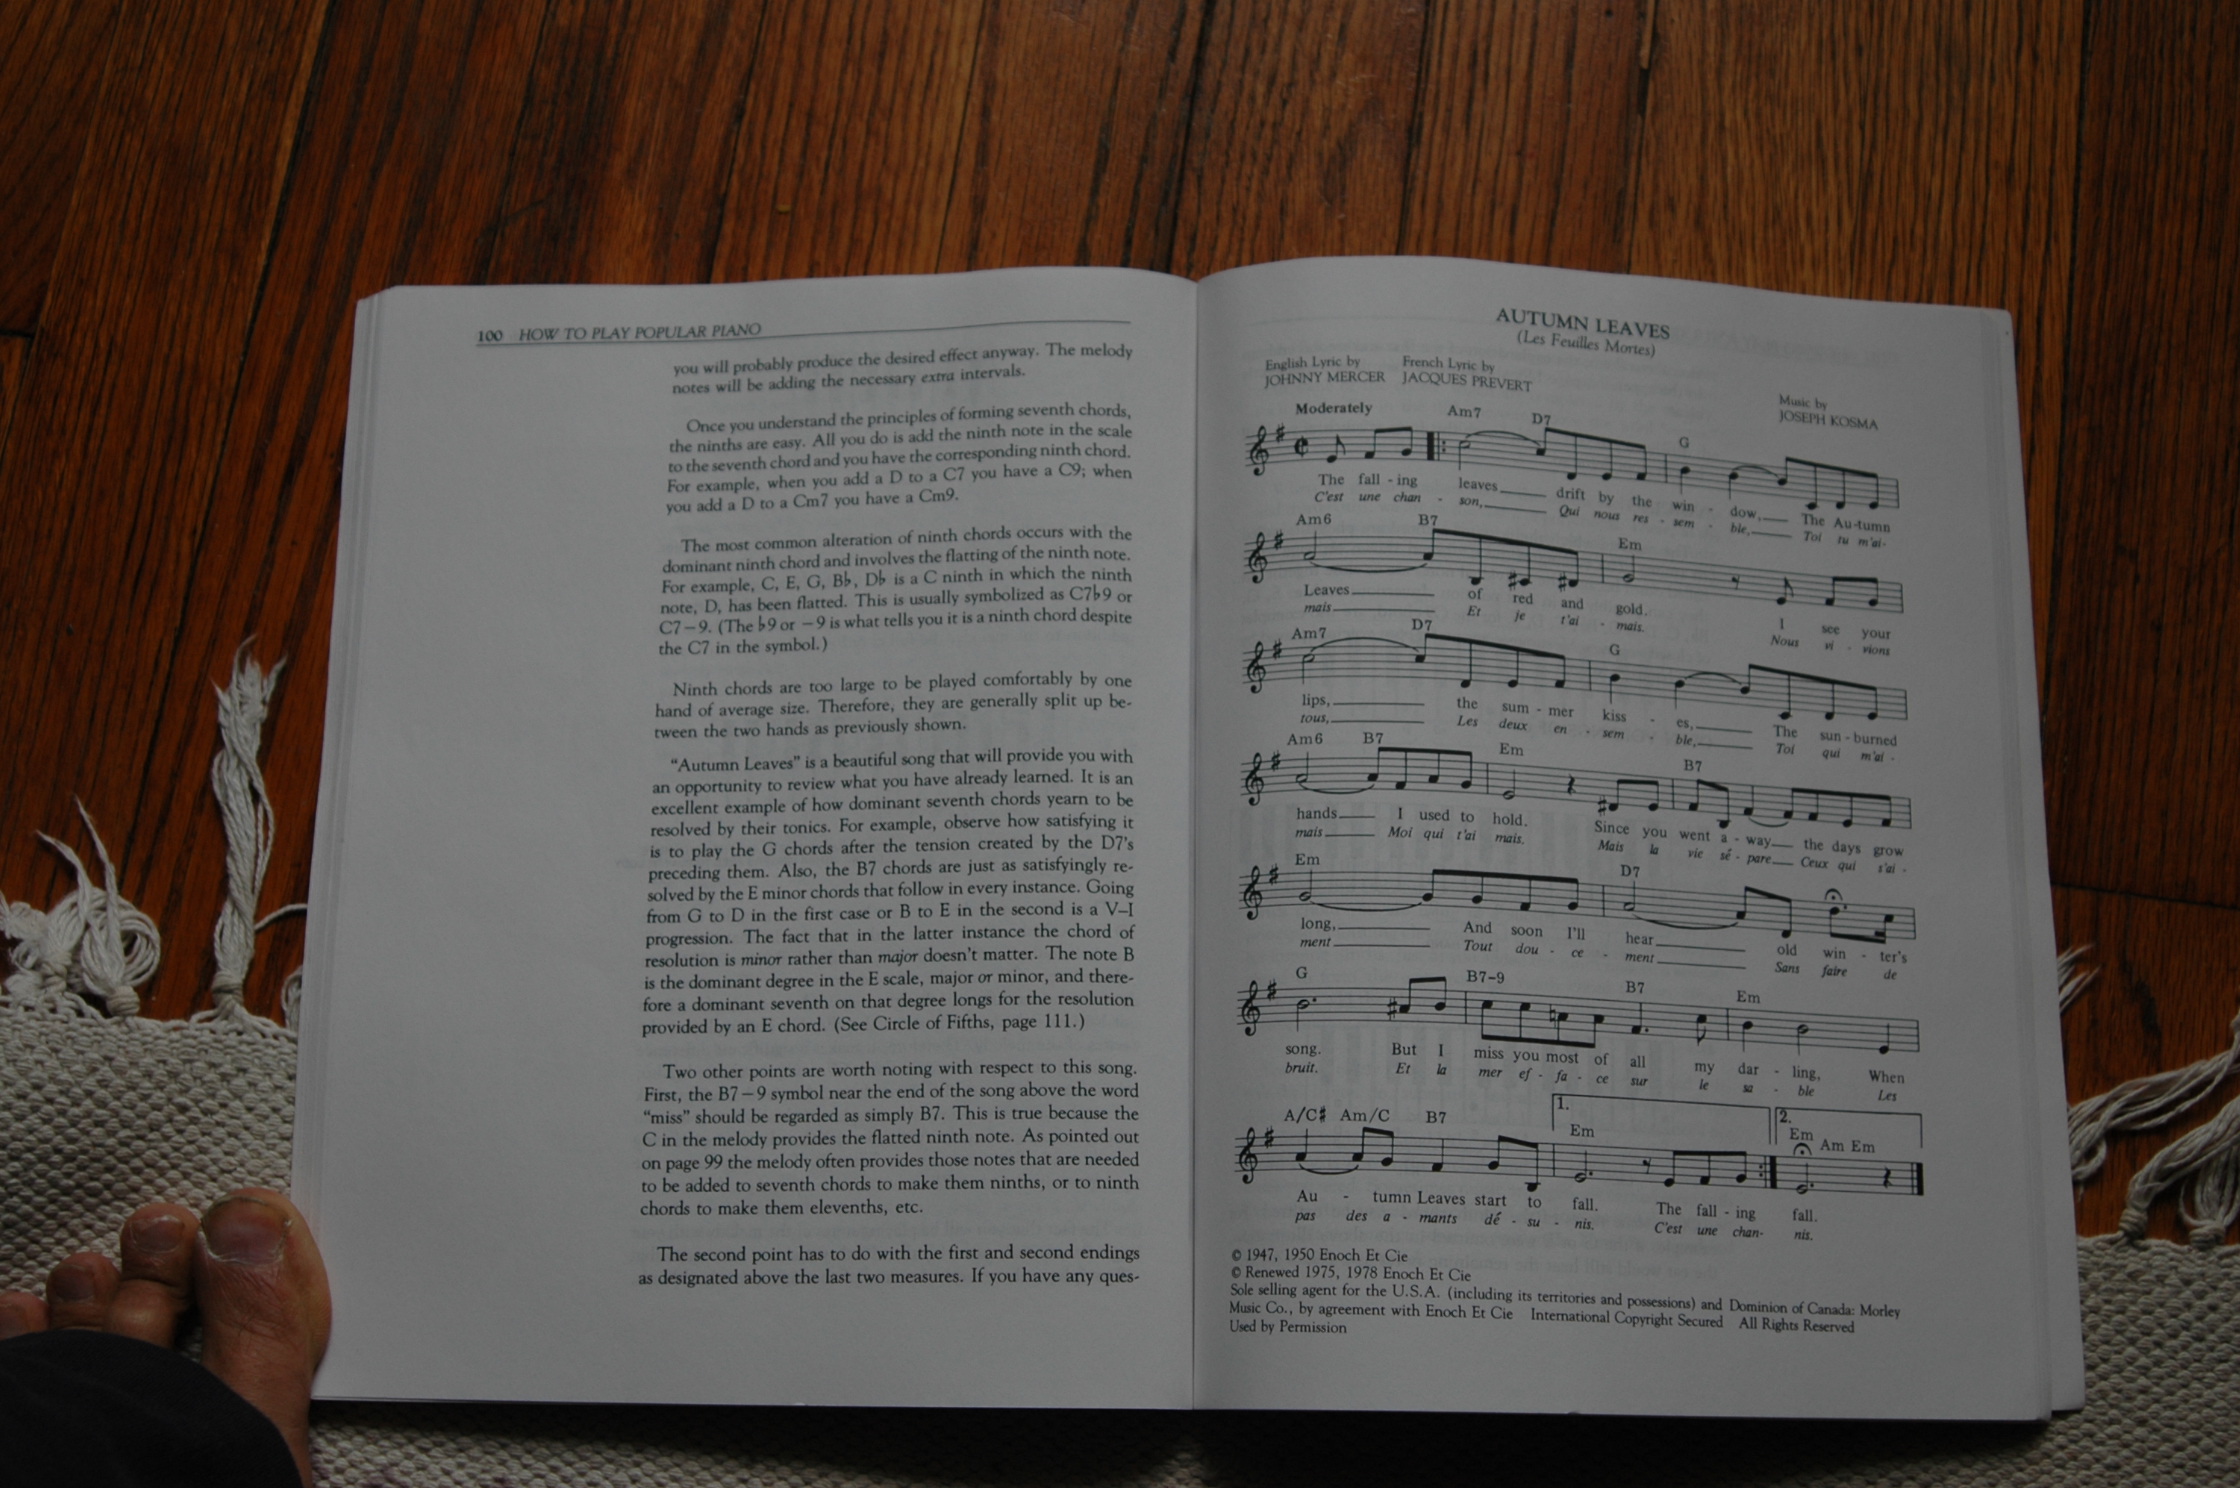 100 HOW TO PLAY POPULAR PIANO
you will probably produce the desired effect anyway. The melody
notes will be adding the necessary extra intervals.
Once you understand the principles of forming seventh chords,
the ninths are easy. All you do is add the ninth note in the scale
to the seventh chord and you have the corresponding ninth chord.
For example, when you add a D to a C7 you have a C9; when
you add a D to a Cm7 you have a Cm9.
The most common alteration of ninth chords occurs with the
dominant ninth chord and involves the flatting of the ninth note.
For example, C, E, G, B♭, D♭ is a C ninth in which the ninth
note, D, has been flatted. This is usually symbolized as C7♭9 or
C7−9. (The ♭9 or −9 is what tells you it is a ninth chord despite
the C7 in the symbol.)
Ninth chords are too large to be played comfortably by one
hand of average size. Therefore, they are generally split up be-
tween the two hands as previously shown.
"Autumn Leaves" is a beautiful song that will provide you with
an opportunity to review what you have already learned. It is an
excellent example of how dominant seventh chords yearn to be
resolved by their tonics. For example, observe how satisfying it
is to play the G chords after the tension created by the D7's
preceding them. Also, the B7 chords are just as satisfyingly re-
solved by the E minor chords that follow in every instance. Going
from G to D in the first case or B to E in the second is a V–I
progression. The fact that in the latter instance the chord of
resolution is minor rather than major doesn't matter. The note B
is the dominant degree in the E scale, major or minor, and there-
fore a dominant seventh on that degree longs for the resolution
provided by an E chord. (See Circle of Fifths, page 111.)
Two other points are worth noting with respect to this song.
First, the B7−9 symbol near the end of the song above the word
"miss" should be regarded as simply B7. This is true because the
C in the melody provides the flatted ninth note. As pointed out
on page 99 the melody often provides those notes that are needed
to be added to seventh chords to make them ninths, or to ninth
chords to make them elevenths, etc.
The second point has to do with the first and second endings
as designated above the last two measures. If you have any ques-
AUTUMN LEAVES
(Les Feuilles Mortes)
English Lyric by French Lyric by Music by
JOHNNY MERCER JACQUES PREVERT JOSEPH KOSMA
Moderately Am7 D7 G
The fall - ing leaves drift by the win - dow, The Au-tumn
C'est une chan - son, Qui nous res - sem - ble, Toi tu m'ai-
Am6 B7 Em
Leaves of red and gold. I see your
mais Et je t'ai - mais. Nous vi - vions
Am7 D7 G
lips, the sum - mer kiss - es, The sun - burned
tous, Les deux en - sem - ble, Toi qui m'ai -
Am6 B7 Em B7
hands I used to hold. Since you went a - way the days grow
mais Moi qui t'ai mais. Mais la vie sé - pare Ceux qui s'ai -
Em D7
long, And soon I'll hear old win - ter's
ment Tout dou - ce - ment Sans faire de
G B7−9 B7 Em
song. But I miss you most of all my dar - ling, When
bruit. Et la mer ef - fa - ce sur le sa - ble Les
A/C♯ Am/C B7 1. Em 2. Em Am Em
Au - tumn Leaves start to fall. The fall - ing fall.
pas des a - mants dé - su - nis. C'est une chan- nis.
© 1947, 1950 Enoch Et Cie
© Renewed 1975, 1978 Enoch Et Cie
Sole selling agent for the U.S.A. (including its territories and possessions) and Dominion of Canada: Morley
Music Co., by agreement with Enoch Et Cie International Copyright Secured All Rights Reserved
Used by Permission